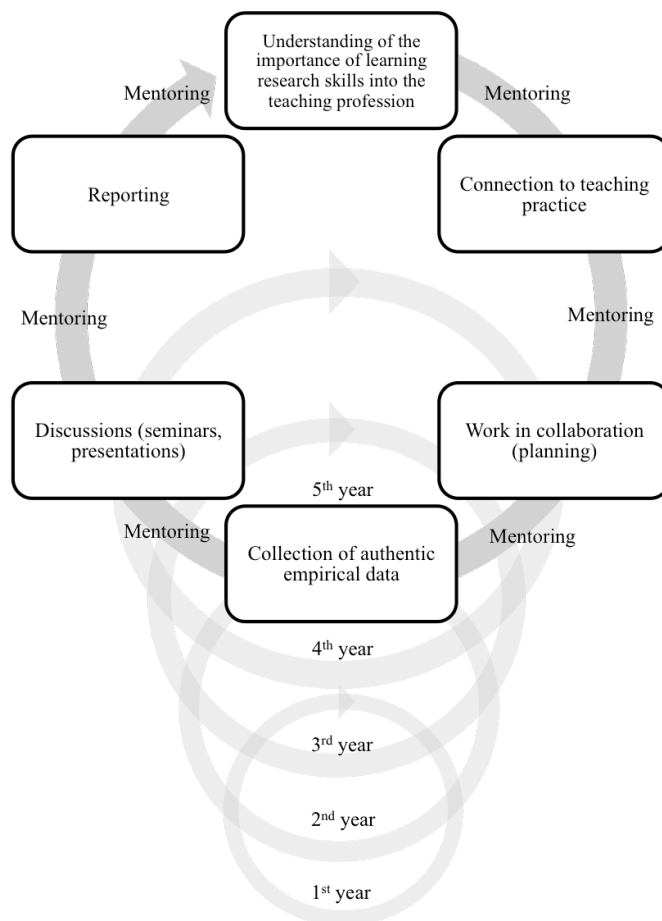 Understanding of the
importance of learning
research skills into the
teaching profession
Mentoring
Mentoring
Reporting
Connection to teaching
practice
Mentoring
Mentoring
Discussions (seminars,
presentations)
Work in collaboration
(planning)
5th year
Mentoring
Mentoring
Collection of authentic
empirical data
4th year
3rd year
2nd year
1st year